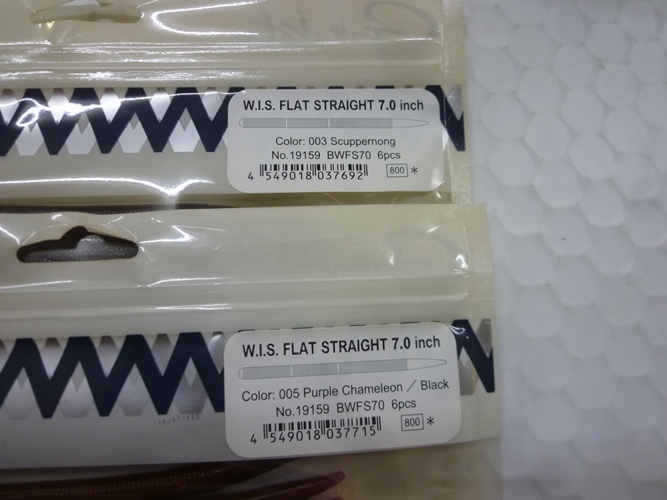 W.I.S. FLAT STRAIGHT 7.0 inch
Color: 003 Scuppernong
No.19159 BWFS70 6pcs
4 549018 037692
800 *
W.I.S. FLAT STRAIGHT 7.0 inch
Color: 005 Purple Chameleon / Black
No.19159 BWFS70 6pcs
4 549018 037715
800 *